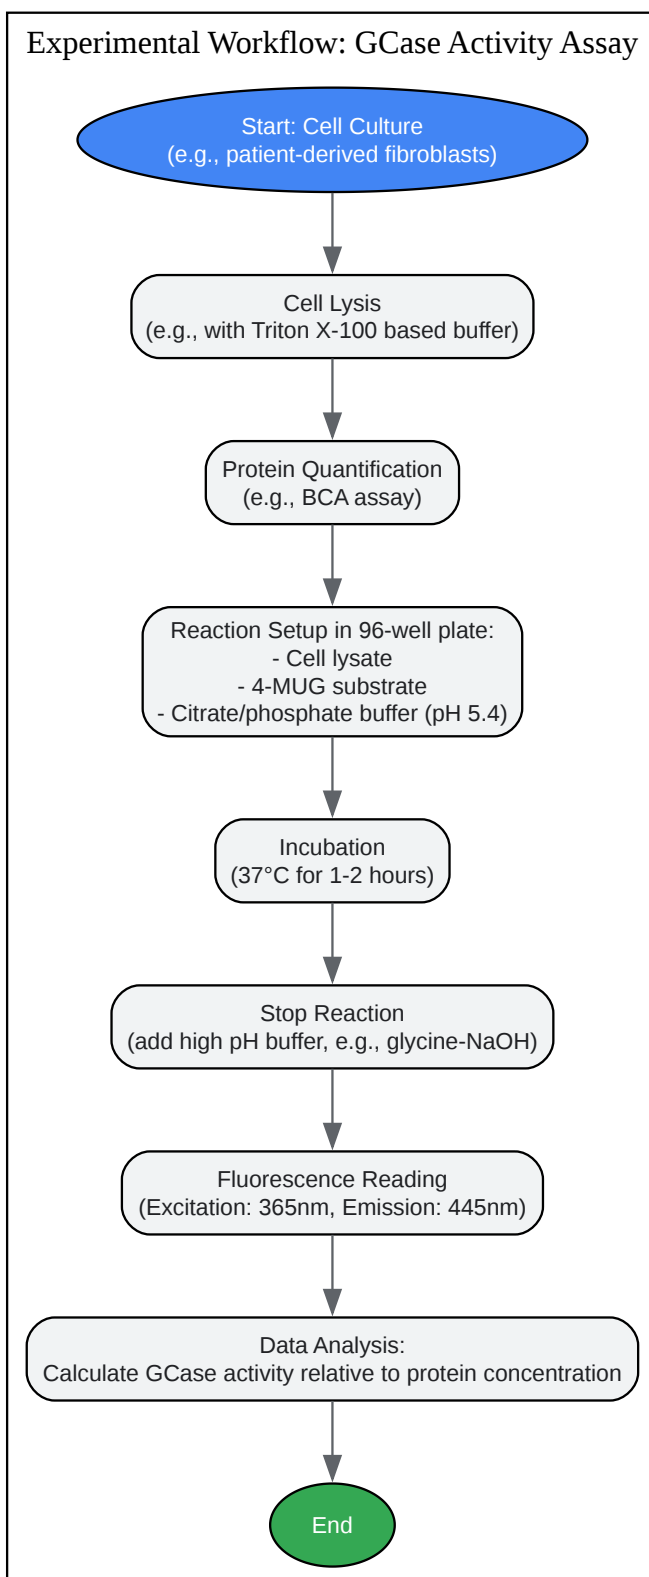 Experimental Workflow: GCase Activity Assay
Start: Cell Culture
(e.g., patient-derived fibroblasts)
Cell Lysis
(e.g., with Triton X-100 based buffer)
Protein Quantification
(e.g., BCA assay)
Reaction Setup in 96-well plate:
- Cell lysate
- 4-MUG substrate
- Citrate/phosphate buffer (pH 5.4)
Incubation
(37°C for 1-2 hours)
Stop Reaction
(add high pH buffer, e.g., glycine-NaOH)
Fluorescence Reading
(Excitation: 365nm, Emission: 445nm)
Data Analysis:
Calculate GCase activity relative to protein concentration
End